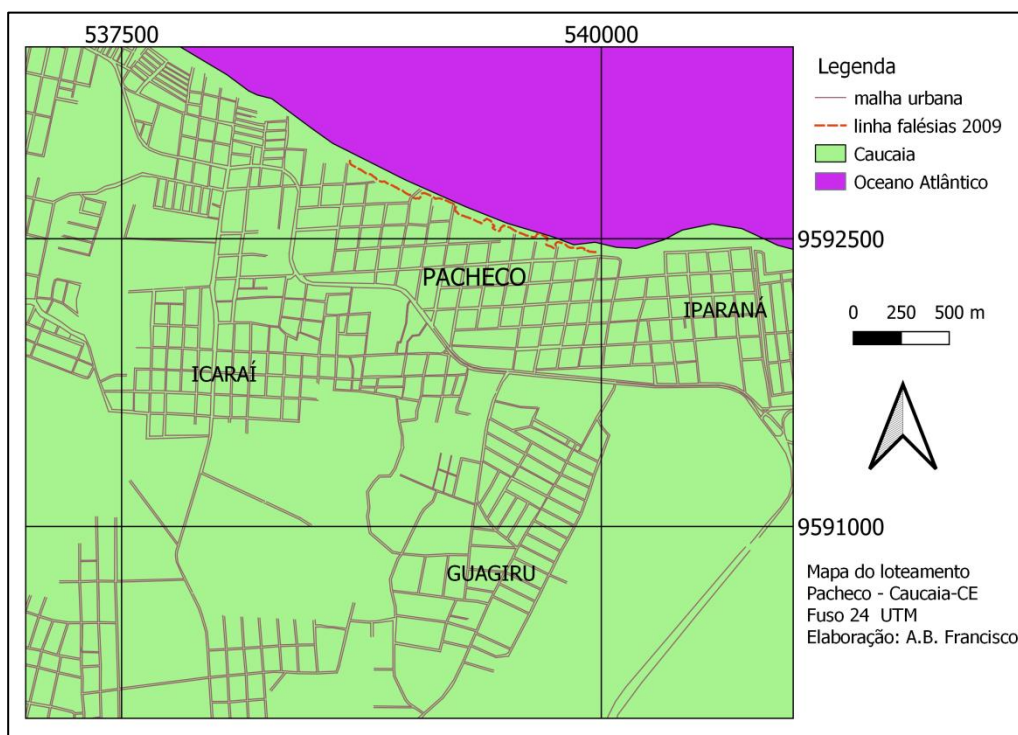 537500
540000
Legenda
malha urbana
linha falésias 2009
Caucaia
Oceano Atlântico
9592500
PACHECO
IPARANÁ
0 250 500 m
ICARAÍ
9591000
GUAGIRU
Mapa do loteamento
Pacheco - Caucaia-CE
Fuso 24 UTM
Elaboração: A.B. Francisco